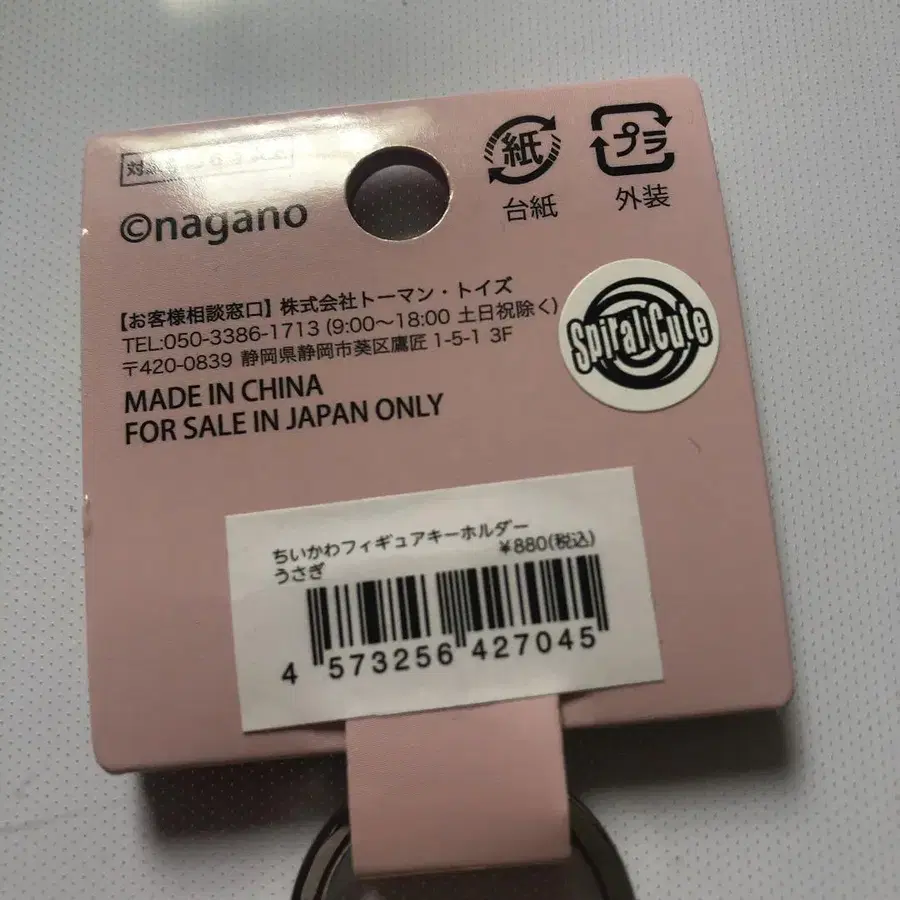 紙
プラ
台紙
外装
©nagano
【お客様相談窓口】株式会社トーマン・トイズ
TEL:050-3386-1713 (9:00～18:00 土日祝除く)
〒420-0839 静岡県静岡市葵区鷹匠 1-5-1 3F
MADE IN CHINA
FOR SALE IN JAPAN ONLY
Spiral Cute
ちいかわフィギュアキーホルダー
うさぎ
¥880(税込)
4 573256 427045